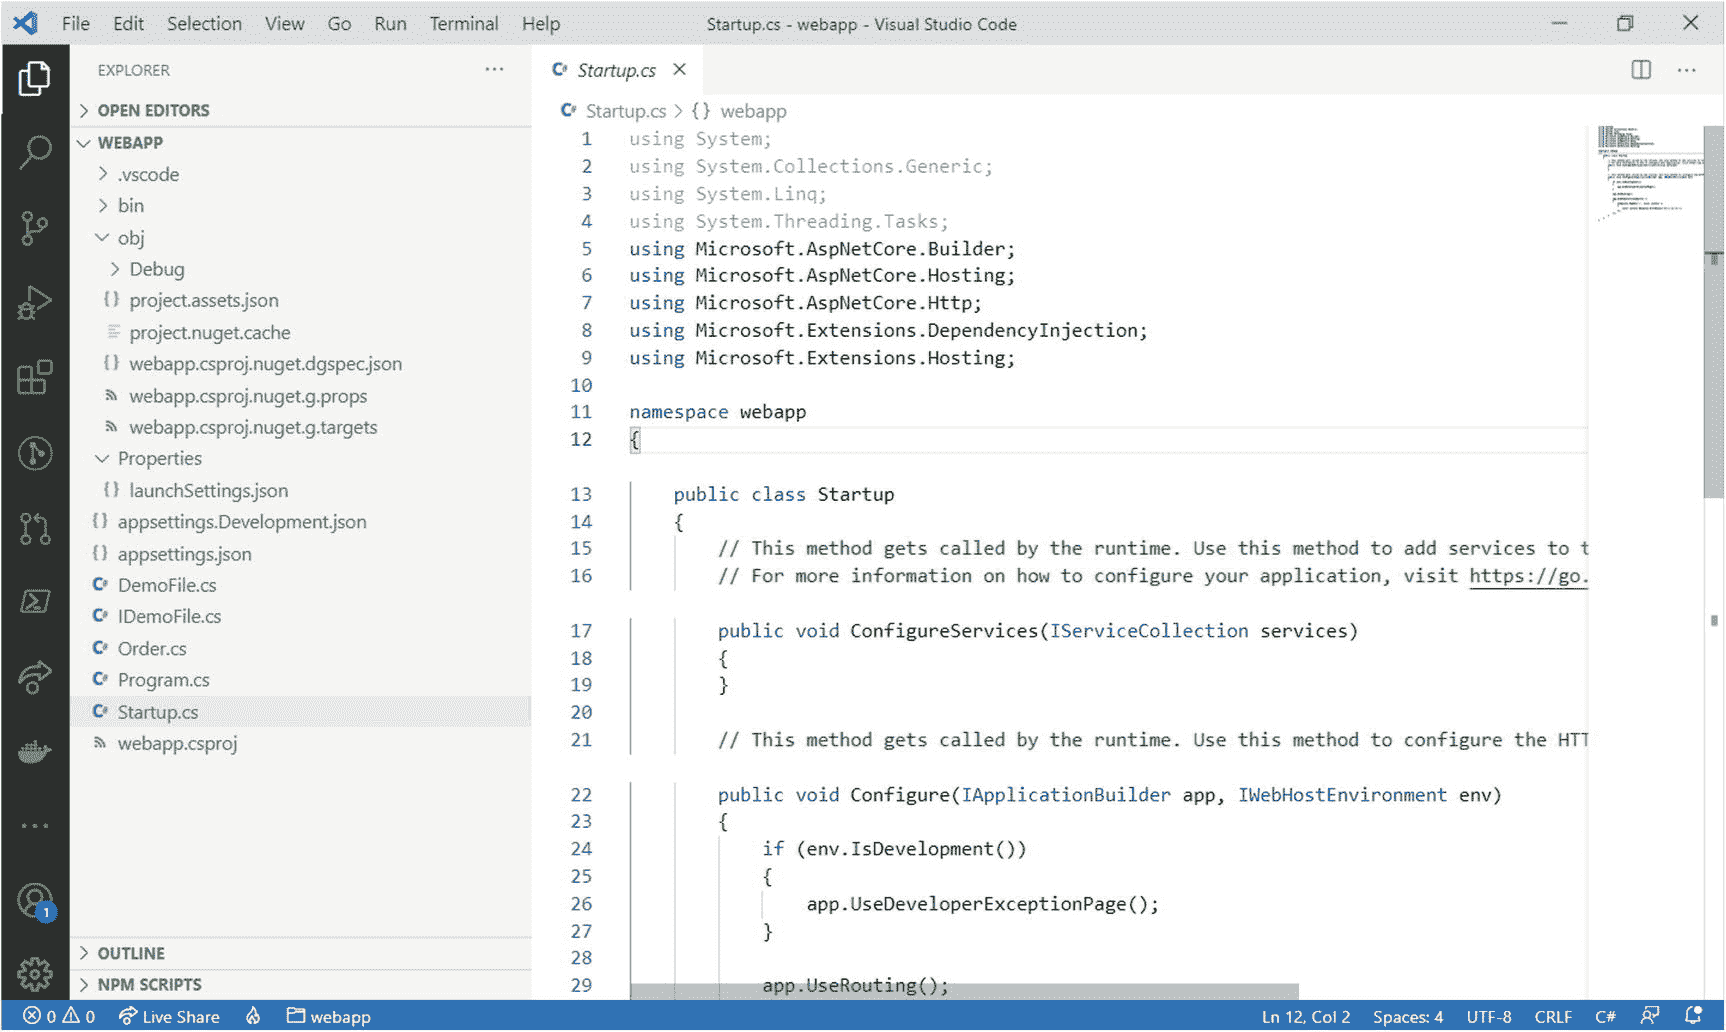 File Edit Selection View Go Run Terminal Help
Startup.cs - webapp - Visual Studio Code
EXPLORER
OPEN EDITORS
WEBAPP
.vscode
bin
obj
Debug
project.assets.json
project.nuget.cache
webapp.csproj.nuget.dgspec.json
webapp.csproj.nuget.g.props
webapp.csproj.nuget.g.targets
Properties
launchSettings.json
appsettings.Development.json
appsettings.json
DemoFile.cs
IDemoFile.cs
Order.cs
Program.cs
Startup.cs
webapp.csproj
OUTLINE
NPM SCRIPTS
1
Startup.cs
Startup.cs > {} webapp
1 using System;
2 using System.Collections.Generic;
3 using System.Linq;
4 using System.Threading.Tasks;
5 using Microsoft.AspNetCore.Builder;
6 using Microsoft.AspNetCore.Hosting;
7 using Microsoft.AspNetCore.Http;
8 using Microsoft.Extensions.DependencyInjection;
9 using Microsoft.Extensions.Hosting;
10
11 namespace webapp
12 {
13 public class Startup
14 {
15 // This method gets called by the runtime. Use this method to add services to t
16 // For more information on how to configure your application, visit https://go.
17 public void ConfigureServices(IServiceCollection services)
18 {
19 }
20
21 // This method gets called by the runtime. Use this method to configure the HTT
22 public void Configure(IApplicationBuilder app, IWebHostEnvironment env)
23 {
24 if (env.IsDevelopment())
25 {
26 app.UseDeveloperExceptionPage();
27 }
28
29 app.UseRouting();
0 0 Live Share webapp Ln 12, Col 2 Spaces: 4 UTF-8 CRLF C#